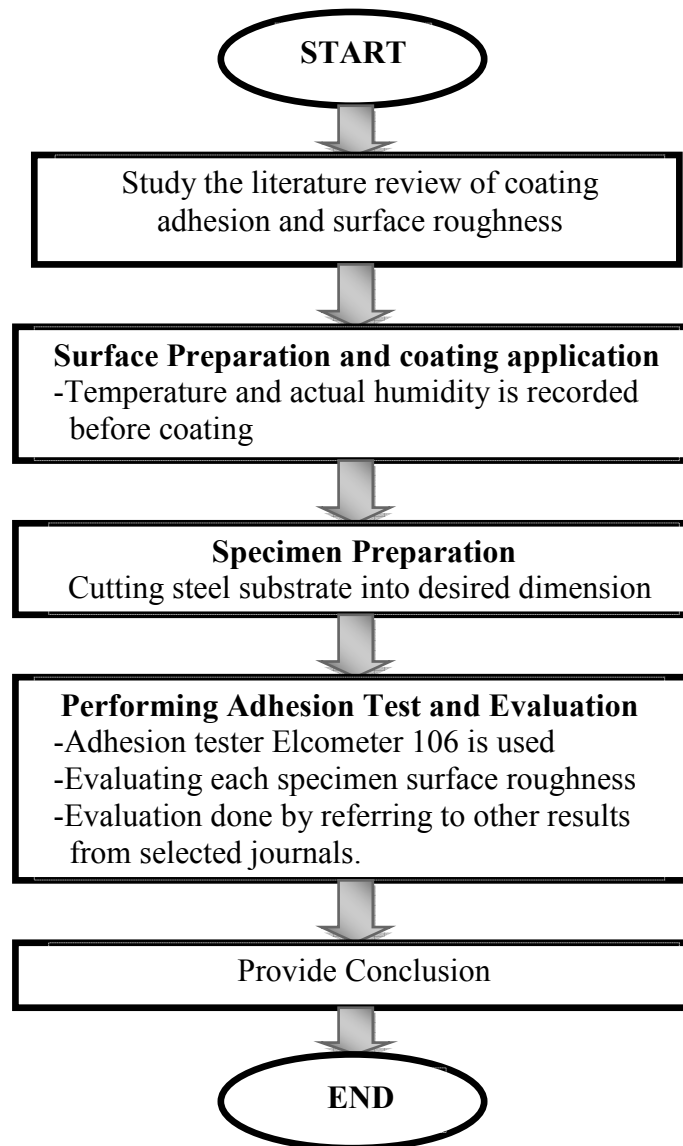 START
Study the literature review of coating
adhesion and surface roughness
Surface Preparation and coating application
-Temperature and actual humidity is recorded
before coating
Specimen Preparation
Cutting steel substrate into desired dimension
Performing Adhesion Test and Evaluation
-Adhesion tester Elcometer 106 is used
-Evaluating each specimen surface roughness
-Evaluation done by referring to other results
from selected journals.
Provide Conclusion
END